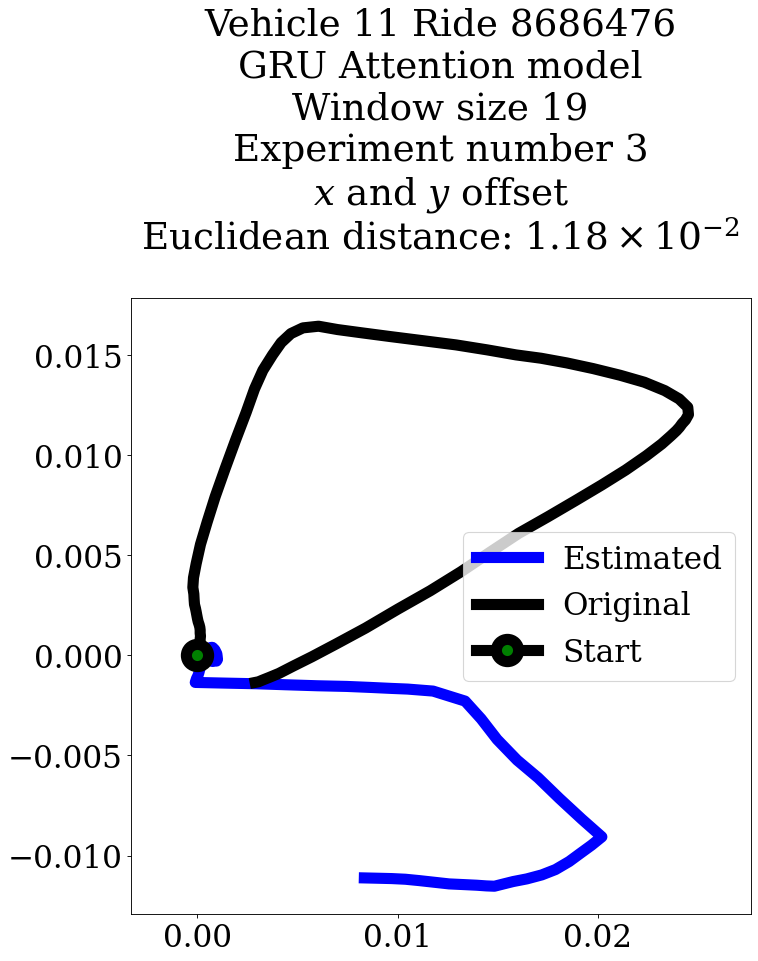 Vehicle 11 Ride 8686476
GRU Attention model
Window size 19
Experiment number 3
x and y offset
Euclidean distance: 1.18 × 10⁻²
0.015
0.010
0.005
0.000
−0.005
−0.010
Estimated
Original
Start
0.00 0.01 0.02